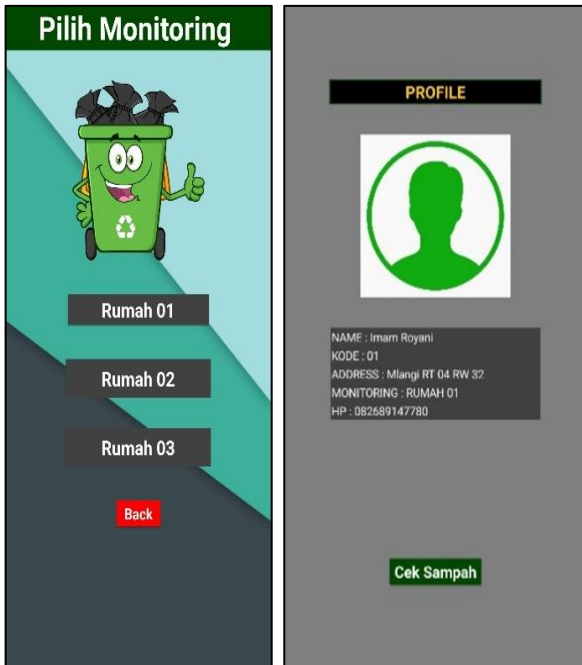 Pilih Monitoring
Rumah 01
Rumah 02
Rumah 03
Back
PROFILE
NAME : Imam Royani
KODE : 01
ADDRESS : Mlangi RT 04 RW 32
MONITORING : RUMAH 01
HP : 082689147780
Cek Sampah